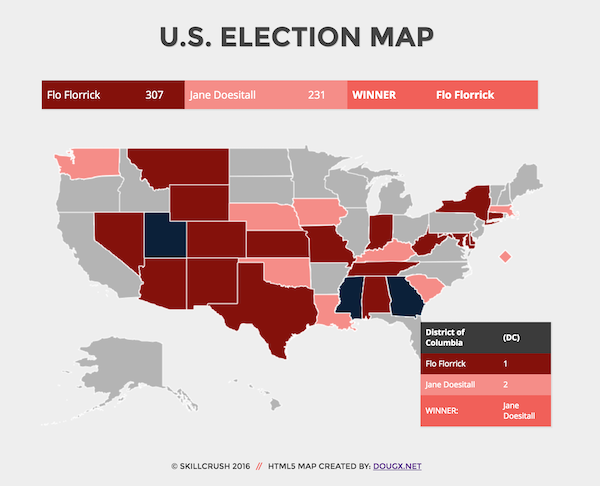 U.S. ELECTION MAP
Flo Florrick 307 Jane Doesitall 231 WINNER Flo Florrick
District of
Columbia (DC)
Flo Florrick 1
Jane Doesitall 2
WINNER: Jane
Doesitall
© SKILLCRUSH 2016 // HTML5 MAP CREATED BY: DOUGX.NET